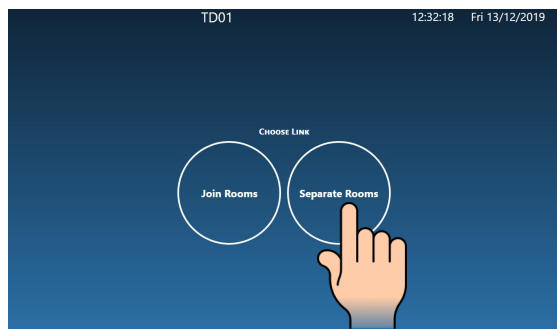 TD01 12:32:18 Fri 13/12/2019
Choose Link
Join Rooms Separate Rooms